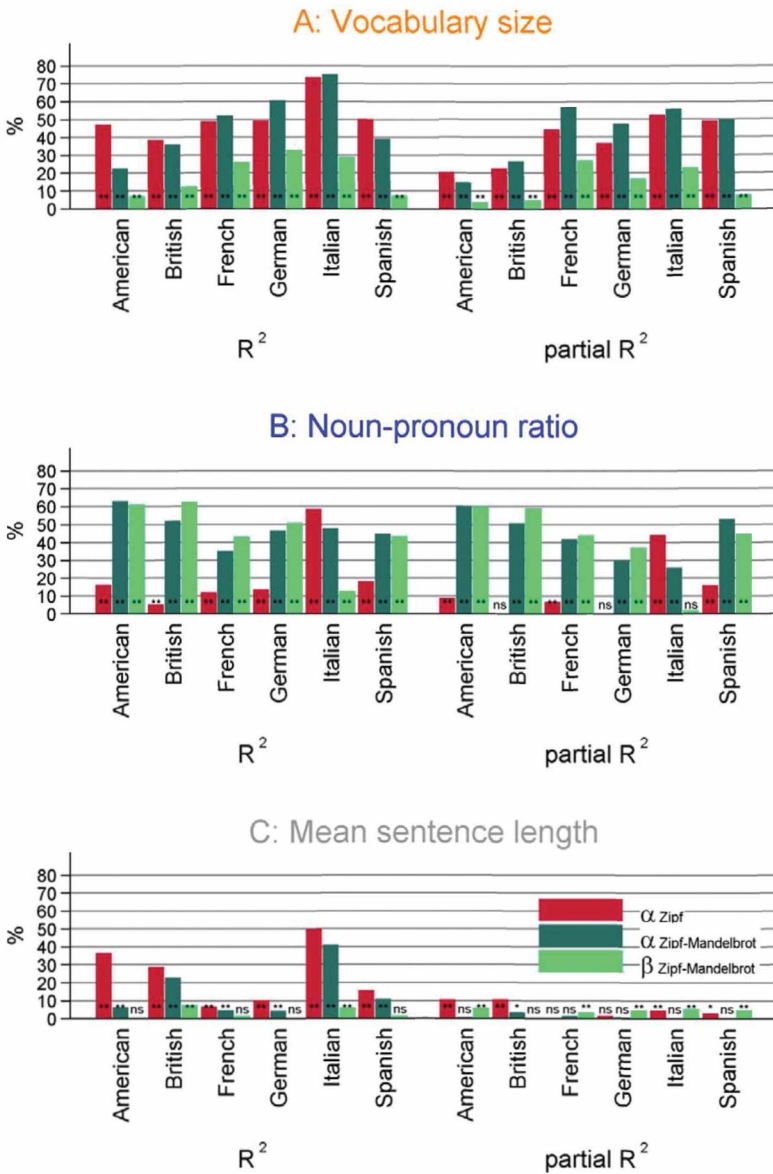 A: Vocabulary size
80
70
60
50
40
30
20
10
0
%
** ** ** ** ** ** ** ** ** ** ** ** ** ** ** ** ** ** ** ** ** ** ** ** ** ** ** ** ** ** ** ** ** ** ** **
American British French German Italian Spanish American British French German Italian Spanish
R 2 partial R 2
B: Noun-pronoun ratio
80
70
60
50
40
30
20
10
0
%
** ** ** ** ** ** ** ** ** ** ** ** ** ** ** ** ** ** ** ** ** ns ** ** ** ** ** ns ** ** ** ** ns ** ** **
American British French German Italian Spanish American British French German Italian Spanish
R 2 partial R 2
C: Mean sentence length
80
70
60
50
40
30
20
10
0
%
α Zipf
α Zipf-Mandelbrot
β Zipf-Mandelbrot
** ** ns ** ** ** ** ** ns ** ** ns ** ** ** ** ** ns ** ns ** ** * ns ns ns ** ns ns ** ** ns ** * ns **
American British French German Italian Spanish American British French German Italian Spanish
R 2 partial R 2